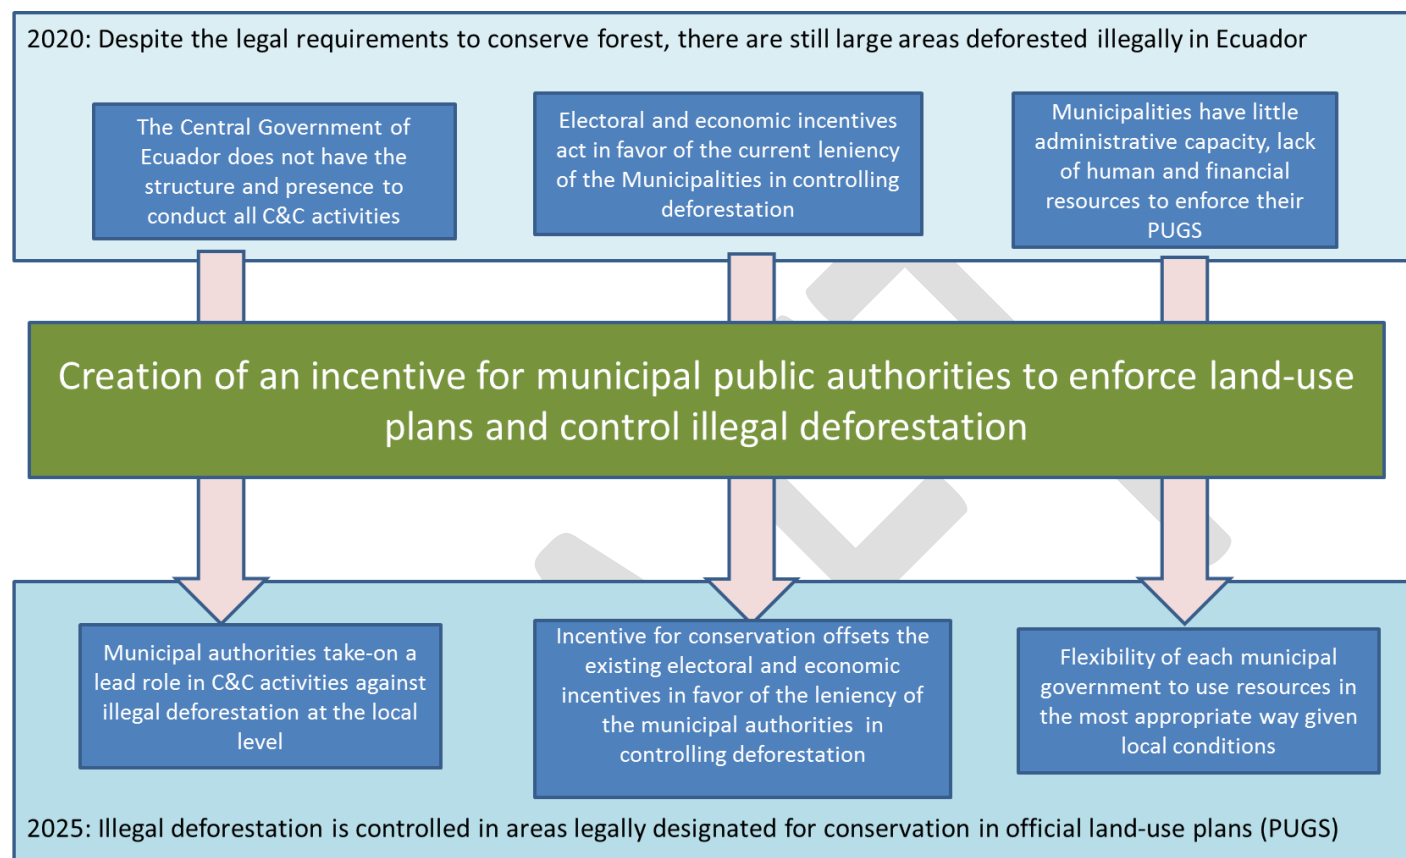 2020: Despite the legal requirements to conserve forest, there are still large areas deforested illegally in Ecuador
The Central Government of
Ecuador does not have the
structure and presence to
conduct all C&C activities
Electoral and economic incentives
act in favor of the current leniency
of the Municipalities in controlling
deforestation
Municipalities have little
administrative capacity, lack
of human and financial
resources to enforce their
PUGS
Creation of an incentive for municipal public authorities to enforce land-use
plans and control illegal deforestation
Municipal authorities take-on a
lead role in C&C activities against
illegal deforestation at the local
level
Incentive for conservation offsets the
existing electoral and economic
incentives in favor of the leniency of
the municipal authorities in
controlling deforestation
Flexibility of each municipal
government to use resources in
the most appropriate way given
local conditions
2025: Illegal deforestation is controlled in areas legally designated for conservation in official land-use plans (PUGS)